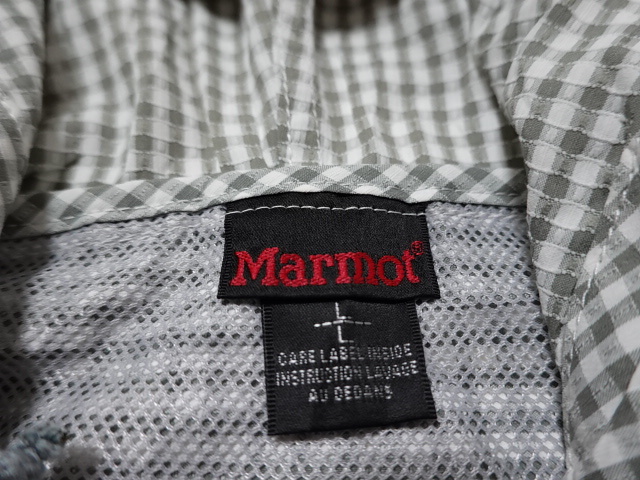 Marmot®
L
L
CARE LABEL INSIDE
INSTRUCTION LAVAGE
AU DEDANS